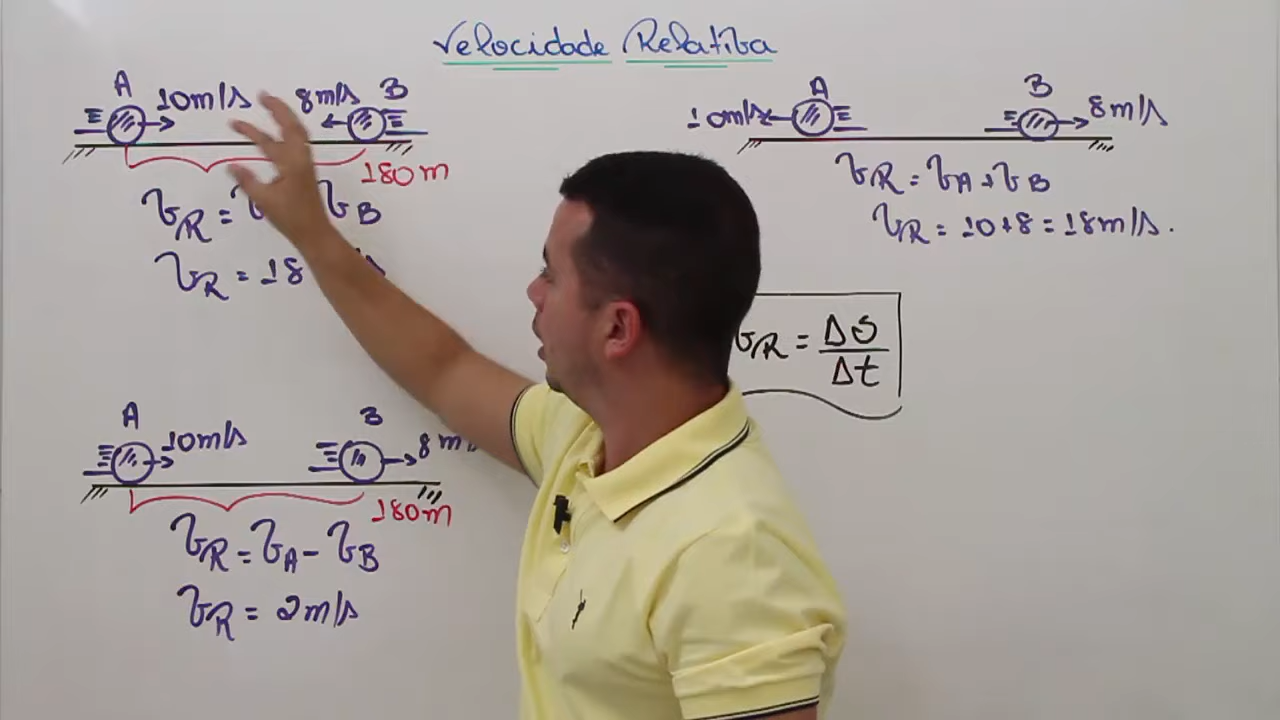 Velocidade Relativa
A
10m/s 8m/s B
180m
VR = VB
VR = 18
A
10m/s
B
8m/s
VR = VA + VB
VR = 10+8 = 18m/s.
VR = ΔS/Δt
A
10m/s
B
8 m/s
180m
VR = VA - VB
VR = 2m/s